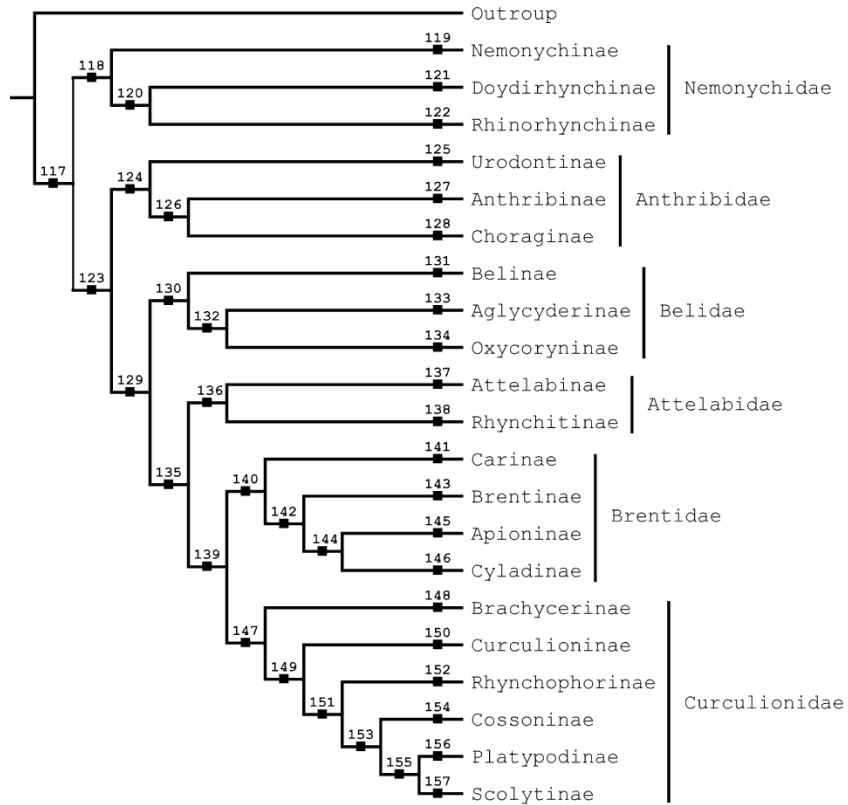 Outroup
119
118
Nemonychinae
121
Doydirhynchinae
Nemonychidae
120
122
Rhinorhynchinae
125
117
124
Urodontinae
127
126
Anthribinae
Anthribidae
128
Choraginae
131
123
130
Belinae
133
132
Aglycyderinae
Belidae
134
Oxycoryninae
137
129
136
Attelabinae
Attelabidae
138
Rhynchitinae
141
135
140
Carinae
143
142
Brentinae
Brentidae
145
144
Apioninae
139
146
Cyladinae
148
147
Brachycerinae
150
149
Curculioninae
152
151
Rhynchophorinae
Curculionidae
154
153
Cossoninae
156
155
Platypodinae
157
Scolytinae